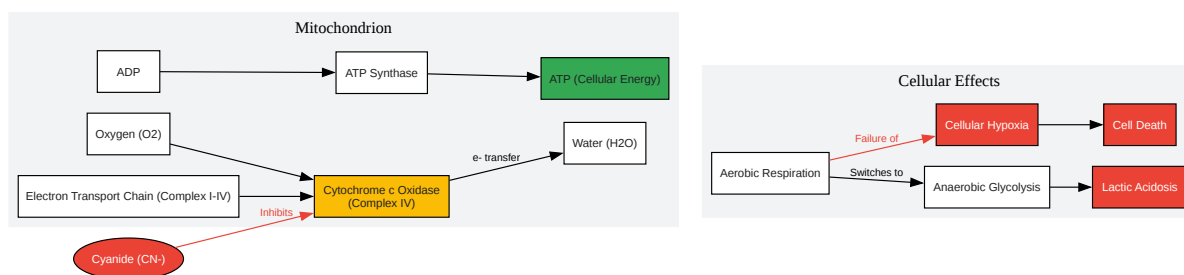 Mitochondrion
ADP
ATP Synthase
ATP (Cellular Energy)
Oxygen (O2)
Water (H2O)
e- transfer
Electron Transport Chain (Complex I-IV)
Cytochrome c Oxidase
(Complex IV)
Inhibits
Cyanide (CN-)
Cellular Effects
Cellular Hypoxia
Cell Death
Failure of
Aerobic Respiration
Switches to
Anaerobic Glycolysis
Lactic Acidosis